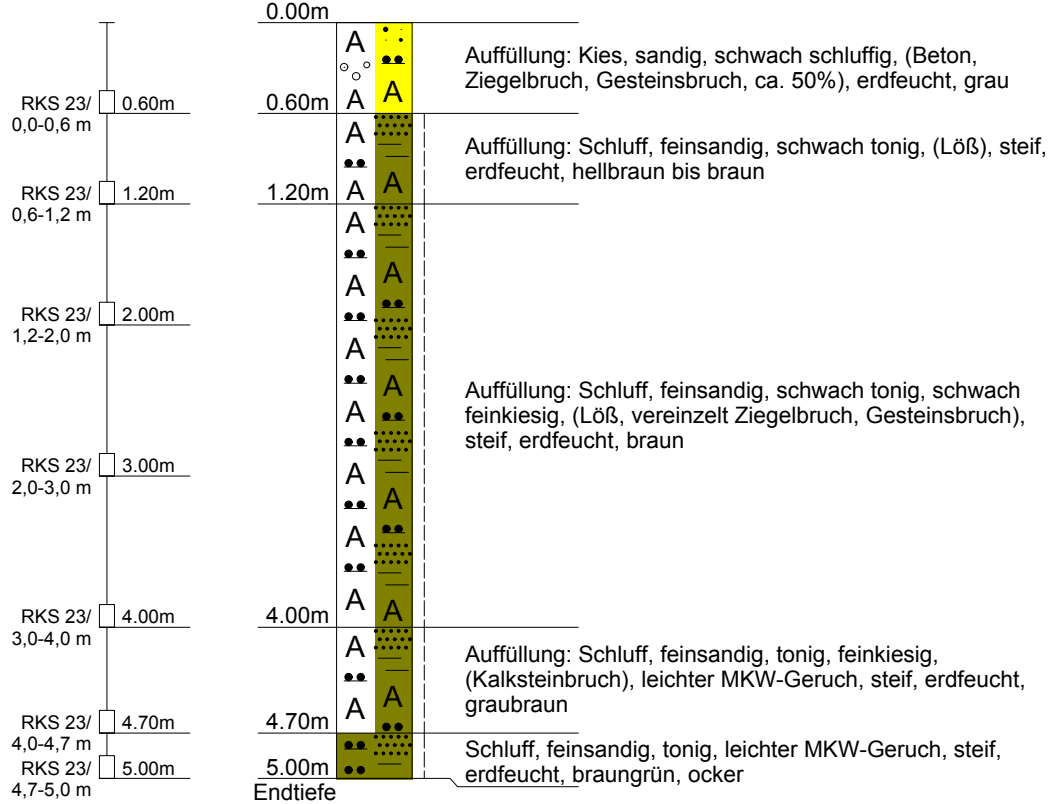 0.00m
A
Auffüllung: Kies, sandig, schwach schluffig, (Beton,
Ziegelbruch, Gesteinsbruch, ca. 50%), erdfeucht, grau
A A
RKS 23/ 0.60m
0,0-0,6 m
0.60m
A
Auffüllung: Schluff, feinsandig, schwach tonig, (Löß), steif,
erdfeucht, hellbraun bis braun
A A
RKS 23/ 1.20m
0,6-1,2 m
1.20m
A
A A
RKS 23/ 2.00m
1,2-2,0 m
A
A A
Auffüllung: Schluff, feinsandig, schwach tonig, schwach
feinkiesig, (Löß, vereinzelt Ziegelbruch, Gesteinsbruch),
steif, erdfeucht, braun
RKS 23/ 3.00m
2,0-3,0 m
A
A A
A A
RKS 23/ 4.00m
3,0-4,0 m
4.00m
A
Auffüllung: Schluff, feinsandig, tonig, feinkiesig,
(Kalksteinbruch), leichter MKW-Geruch, steif, erdfeucht,
graubraun
A A
RKS 23/ 4.70m
4,0-4,7 m
4.70m
Schluff, feinsandig, tonig, leichter MKW-Geruch, steif,
erdfeucht, braungrün, ocker
RKS 23/ 5.00m
4,7-5,0 m
5.00m
Endtiefe